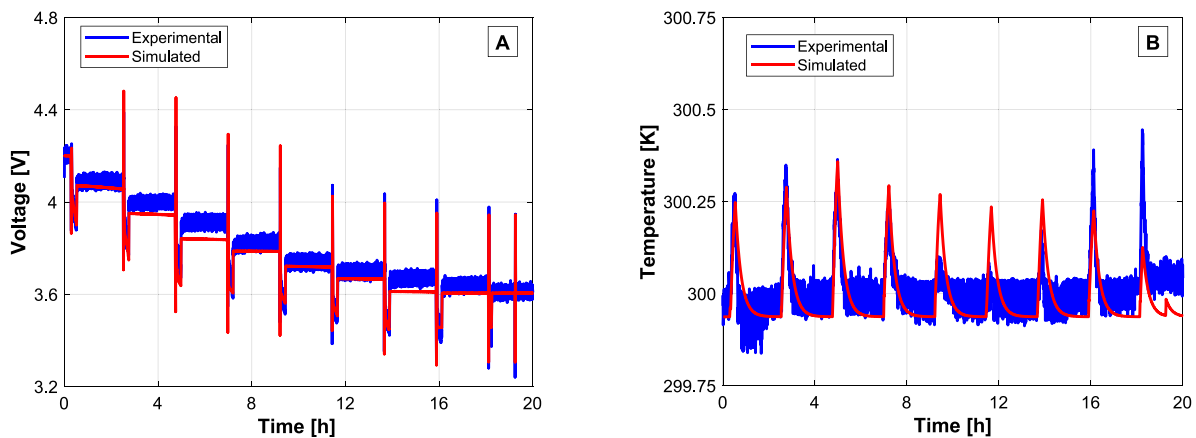 4.8
4.4
4
3.6
3.2
Voltage [V]
Experimental
Simulated
A
0 4 8 12 16 20
Time [h]
300.75
300.5
300.25
300
299.75
Temperature [K]
Experimental
Simulated
B
0 4 8 12 16 20
Time [h]